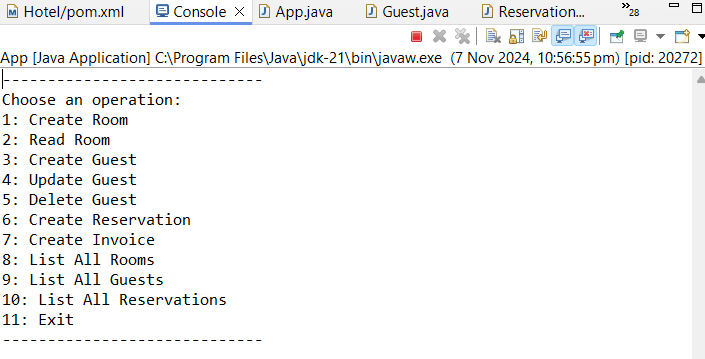 Hotel/pom.xml Console App.java Guest.java Reservation... 28
App [Java Application] C:\Program Files\Java\jdk-21\bin\javaw.exe (7 Nov 2024, 10:56:55 pm) [pid: 20272]
-----------------------------
Choose an operation:
1: Create Room
2: Read Room
3: Create Guest
4: Update Guest
5: Delete Guest
6: Create Reservation
7: Create Invoice
8: List All Rooms
9: List All Guests
10: List All Reservations
11: Exit
-----------------------------